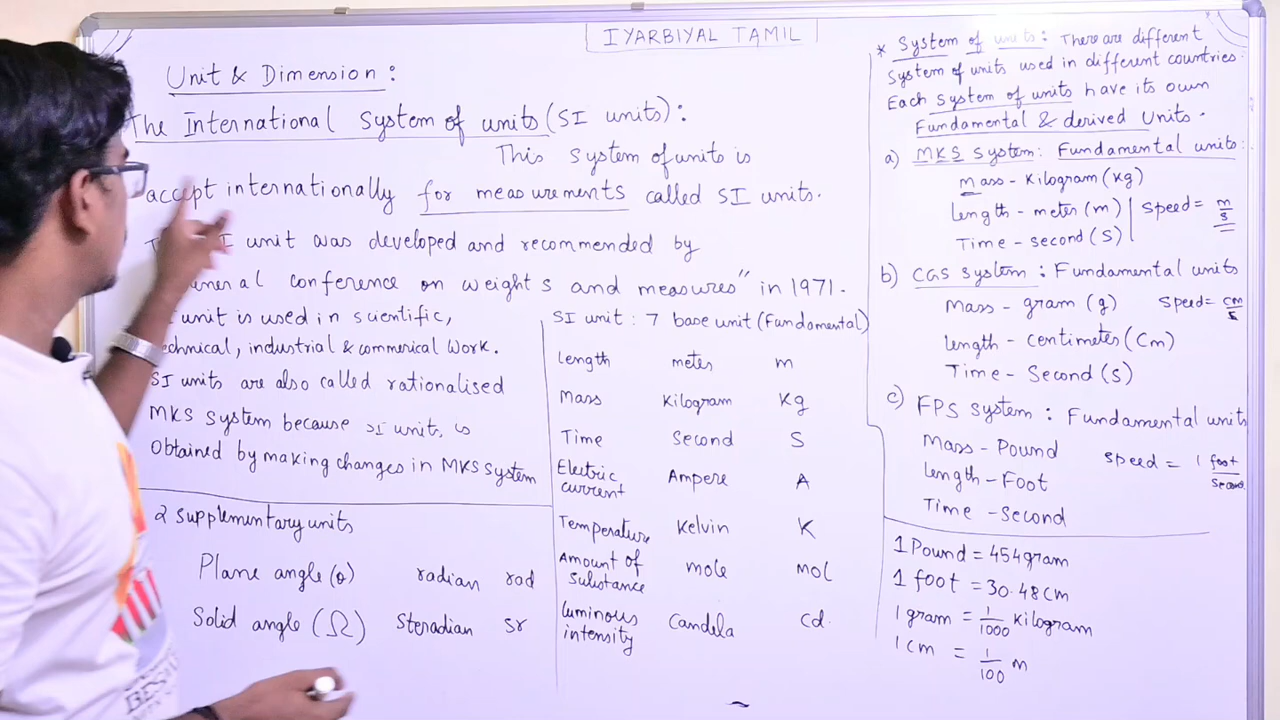 IYARBIYAL TAMIL
Unit & Dimension :
The International System of units (SI units) :
This System of units is
accept internationally for measurements called SI units.
I unit was developed and recommended by
conference on weights and measures" in 1971.
unit is used in scientific,
technical, industrial & commerical work.
SI units are also called rationalised
MKS System because SI units, is
Obtained by making changes in MKS System
2 Supplementary units
Plane angle (θ) radian rad
Solid angle (Ω) Steradian Sr
SI unit : 7 base unit (Fundamental)
Length meter m
Mass Kilogram Kg
Time Second S
Electric current Ampere A
Temperature Kelvin K
Amount of Substance mole mol
Luminous intensity Candela Cd.
* System of units : There are different
System of units used in different countries.
Each System of units have its own
Fundamental & derived Units.
a) MKS System : Fundamental units :
Mass - Kilogram (Kg)
Length - meter (m) Speed = m/s
Time - second (S)
b) CGS System : Fundamental units
Mass - gram (g) Speed = cm/s
Length - Centimeter (Cm)
Time - Second (S)
c) FPS System : Fundamental units
Mass - Pound
Length - Foot Speed = 1 foot/Second
Time - Second
1 Pound = 454 gram
1 foot = 30.48 cm
1 gram = 1/1000 Kilogram
1 cm = 1/100 m